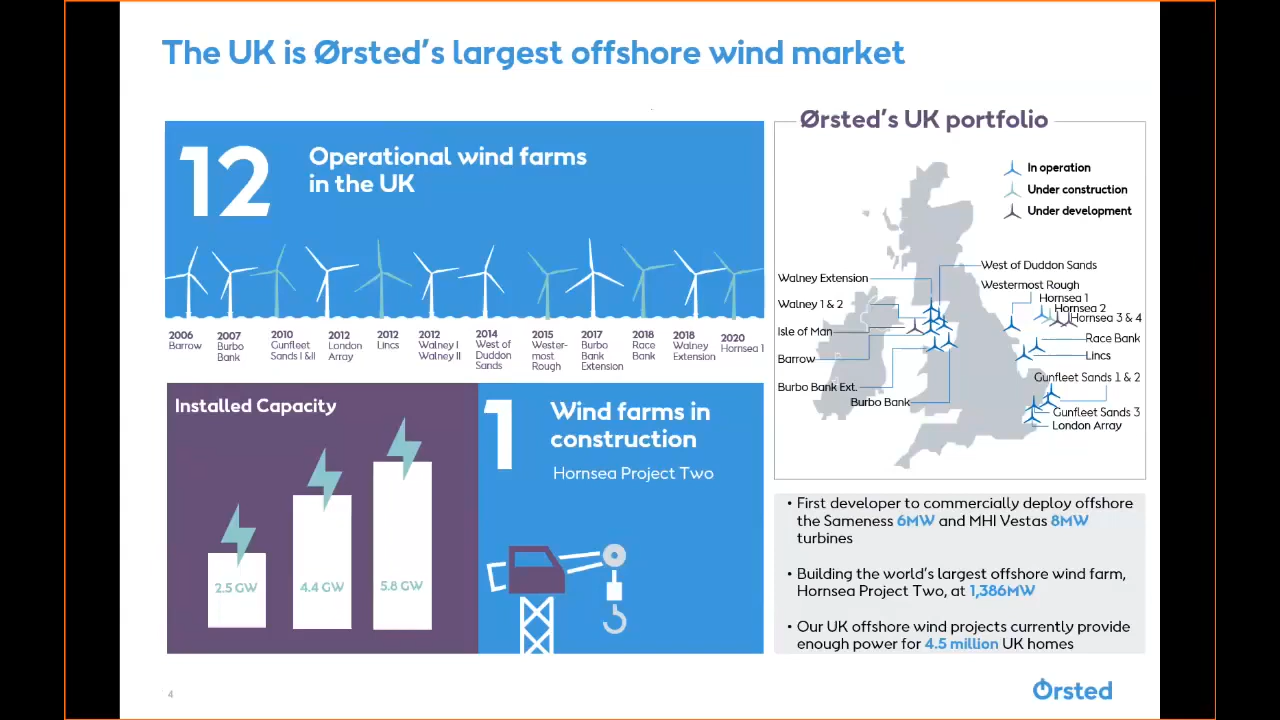 The UK is Ørsted's largest offshore wind market
12
Operational wind farms
in the UK
2006
Barrow
2007
Burbo
Bank
2010
Gunfleet
Sands I &II
2012
London
Array
2012
Lincs
2012
Walney I
Walney II
2014
West of
Duddon
Sands
2015
Wester-
most
Rough
2017
Burbo
Bank
Extension
2018
Race
Bank
2018
Walney
Extension
2020
Hornsea 1
Installed Capacity
2.5 GW
4.4 GW
5.8 GW
1
Wind farms in
construction
Hornsea Project Two
Ørsted's UK portfolio
In operation
Under construction
Under development
West of Duddon Sands
Walney Extension
Westermost Rough
Hornsea 1
Walney 1 & 2
Hornsea 2
Hornsea 3 & 4
Isle of Man
Race Bank
Barrow
Lincs
Gunfleet Sands 1 & 2
Burbo Bank Ext.
Burbo Bank
Gunfleet Sands 3
London Array
• First developer to commercially deploy offshore
the Sameness 6MW and MHI Vestas 8MW
turbines
• Building the world's largest offshore wind farm,
Hornsea Project Two, at 1,386MW
• Our UK offshore wind projects currently provide
enough power for 4.5 million UK homes
4
Ørsted